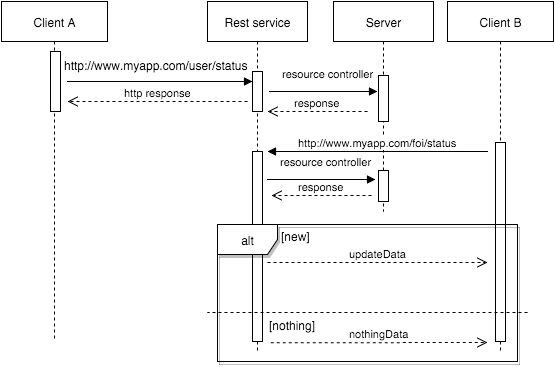 Client A
Rest service
Server
Client B
http://www.myapp.com/user/status
resource controller
http response
response
http://www.myapp.com/foi/status
resource controller
response
alt
[new]
updateData
[nothing]
nothingData